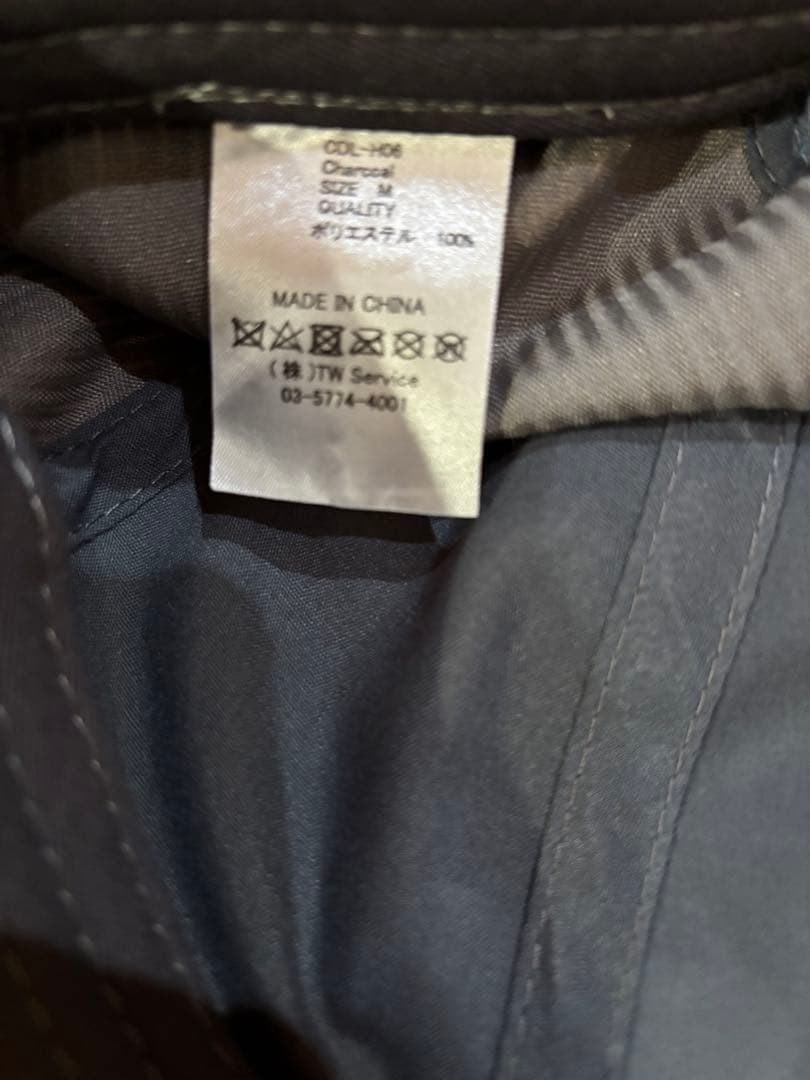 CDL-H06
Charcoal
SIZE M
QUALITY
ポリエステル 100%
MADE IN CHINA
(株)TW Service
03-5774-4001